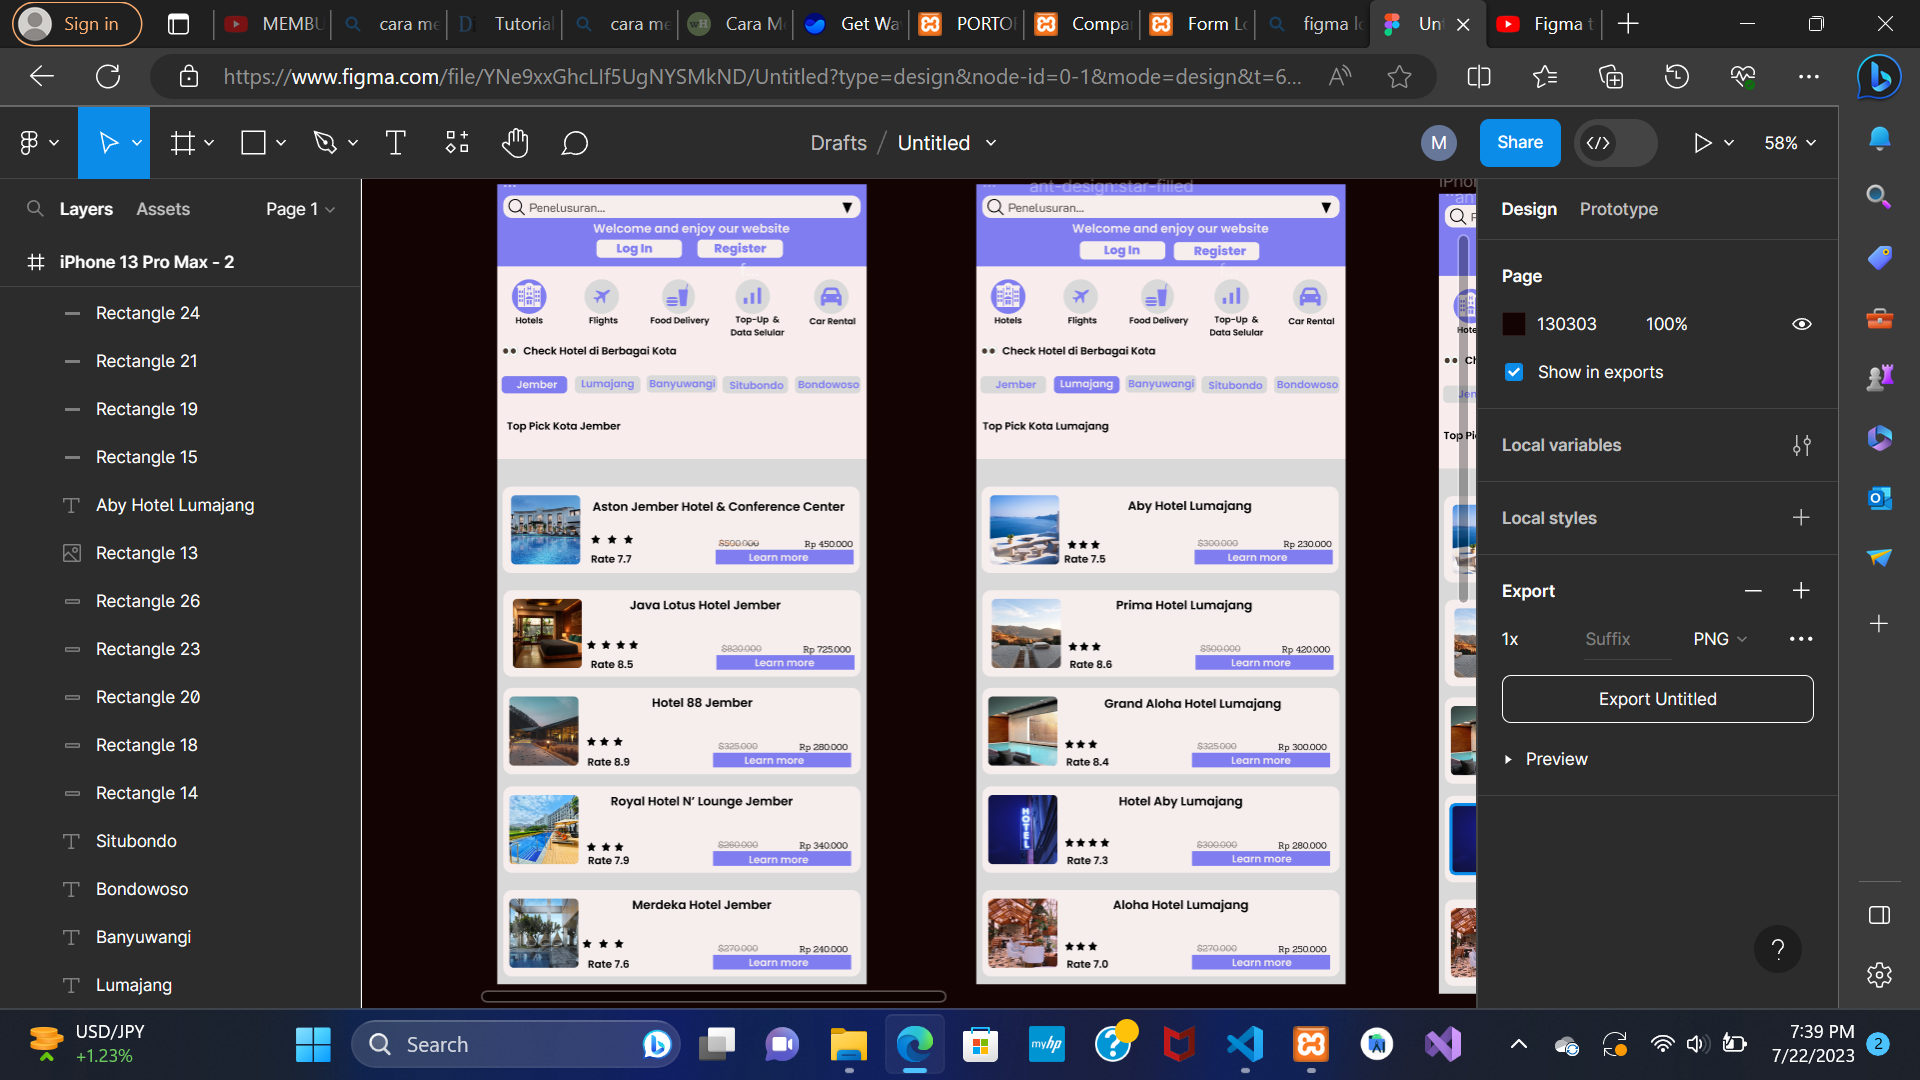 Sign in
MEMBU
cara me
Tutorial
cara me
Cara M
Get Wa
PORTO
Compa
Form Lo
figma lo
Unt
Figma t
https://www.figma.com/file/YNe9xxGhcLIf5UgNYSMkND/Untitled?type=design&node-id=0-1&mode=design&t=6...
Drafts / Untitled
M
Share
58%
Layers
Assets
Page 1
iPhone 13 Pro Max - 2
Rectangle 24
Rectangle 21
Rectangle 19
Rectangle 15
Aby Hotel Lumajang
Rectangle 13
Rectangle 26
Rectangle 23
Rectangle 20
Rectangle 18
Rectangle 14
Situbondo
Bondowoso
Banyuwangi
Lumajang
Penelusuran...
Welcome and enjoy our website
Log In
Register
Hotels
Flights
Food Delivery
Top-Up &
Data Selular
Car Rental
Check Hotel di Berbagai Kota
Jember
Lumajang
Banyuwangi
Situbondo
Bondowoso
Top Pick Kota Jember
Aston Jember Hotel & Conference Center
Rate 7.7
$500.000
Rp 450.000
Learn more
Java Lotus Hotel Jember
Rate 8.5
$820.000
Rp 725.000
Learn more
Hotel 88 Jember
Rate 8.9
$325.000
Rp 280.000
Learn more
Royal Hotel N' Lounge Jember
Rate 7.9
$260.000
Rp 340.000
Learn more
Merdeka Hotel Jember
Rate 7.6
$270.000
Rp 240.000
Learn more
ant-design:star-filled
Penelusuran...
Welcome and enjoy our website
Log In
Register
Hotels
Flights
Food Delivery
Top-Up &
Data Selular
Car Rental
Check Hotel di Berbagai Kota
Jember
Lumajang
Banyuwangi
Situbondo
Bondowoso
Top Pick Kota Lumajang
Aby Hotel Lumajang
Rate 7.5
$300.000
Rp 230.000
Learn more
Prima Hotel Lumajang
Rate 8.6
$500.000
Rp 420.000
Learn more
Grand Aloha Hotel Lumajang
Rate 8.4
$325.000
Rp 300.000
Learn more
Hotel Aby Lumajang
HOTEL
Rate 7.3
$300.000
Rp 280.000
Learn more
Aloha Hotel Lumajang
Rate 7.0
$270.000
Rp 250.000
Learn more
iPhon
Hote
Ch
Jen
Top Pi
Design
Prototype
Page
130303
100%
Show in exports
Local variables
Local styles
Export
1x
Suffix
PNG
Export Untitled
Preview
?
USD/JPY
+1.23%
Search
myhp
7:39 PM
7/22/2023
2